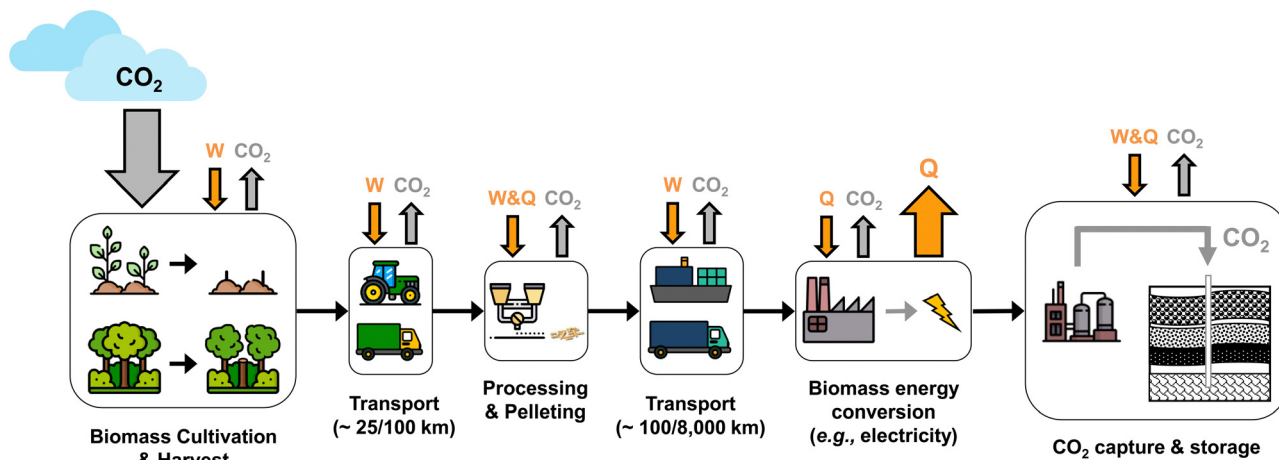 CO₂
W CO₂
W CO₂
W&Q CO₂
W CO₂
Q CO₂
Q
W&Q CO₂
CO₂
Biomass Cultivation
& Harvest
Transport
(~ 25/100 km)
Processing
& Pelleting
Transport
(~ 100/8,000 km)
Biomass energy
conversion
(e.g., electricity)
CO₂ capture & storage